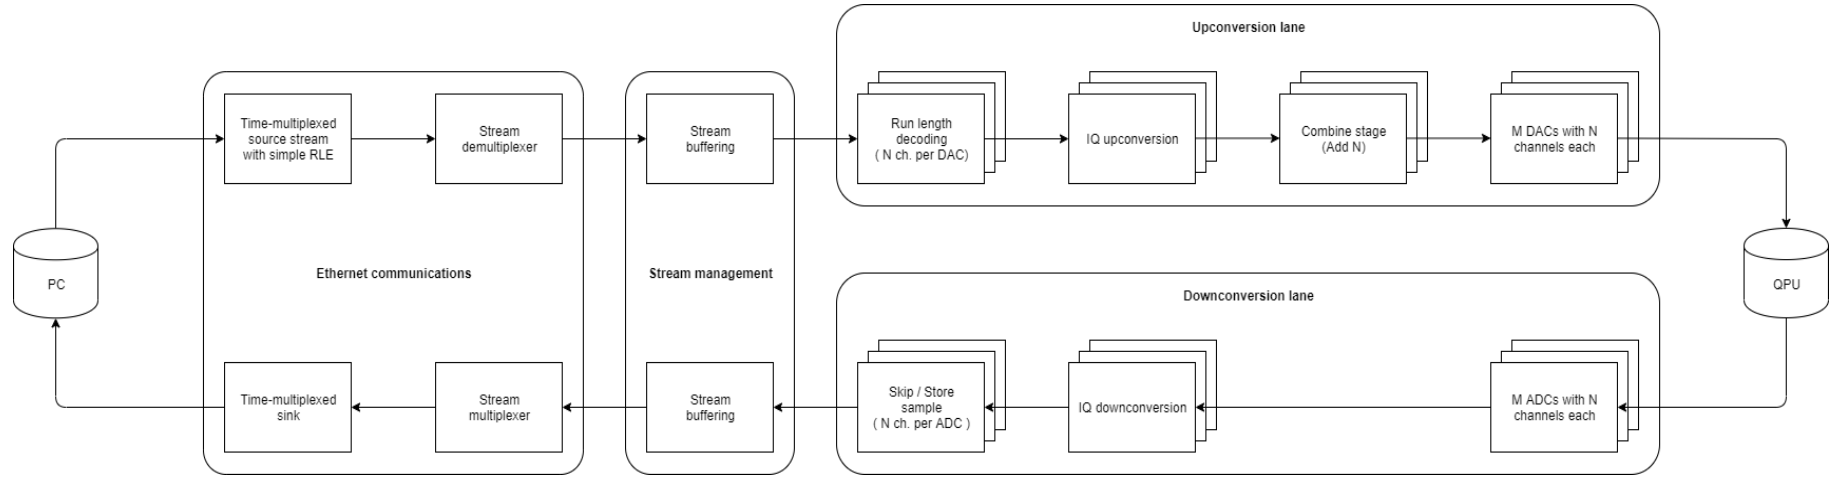 Upconversion lane
Time-multiplexed
source stream
with simple RLE
Stream
demultiplexer
Stream
buffering
Run length
decoding
( N ch. per DAC)
IQ upconversion
Combine stage
(Add N)
M DACs with N
channels each
PC
Ethernet communications
Stream management
QPU
Downconversion lane
Time-multiplexed
sink
Stream
multiplexer
Stream
buffering
Skip / Store
sample
( N ch. per ADC )
IQ downconversion
M ADCs with N
channels each